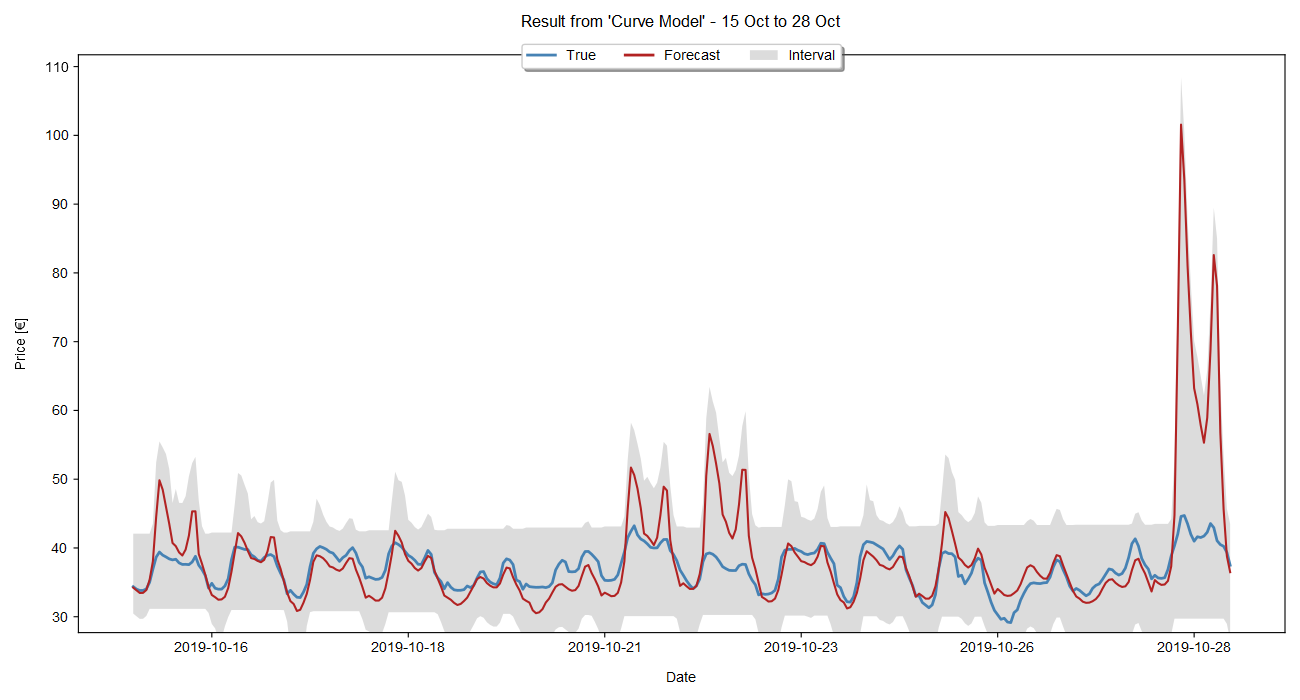 Result from 'Curve Model' - 15 Oct to 28 Oct
True Forecast Interval
110
100
90
80
70
60
50
40
30
Price [€]
2019-10-16 2019-10-18 2019-10-21 2019-10-23 2019-10-26 2019-10-28
Date